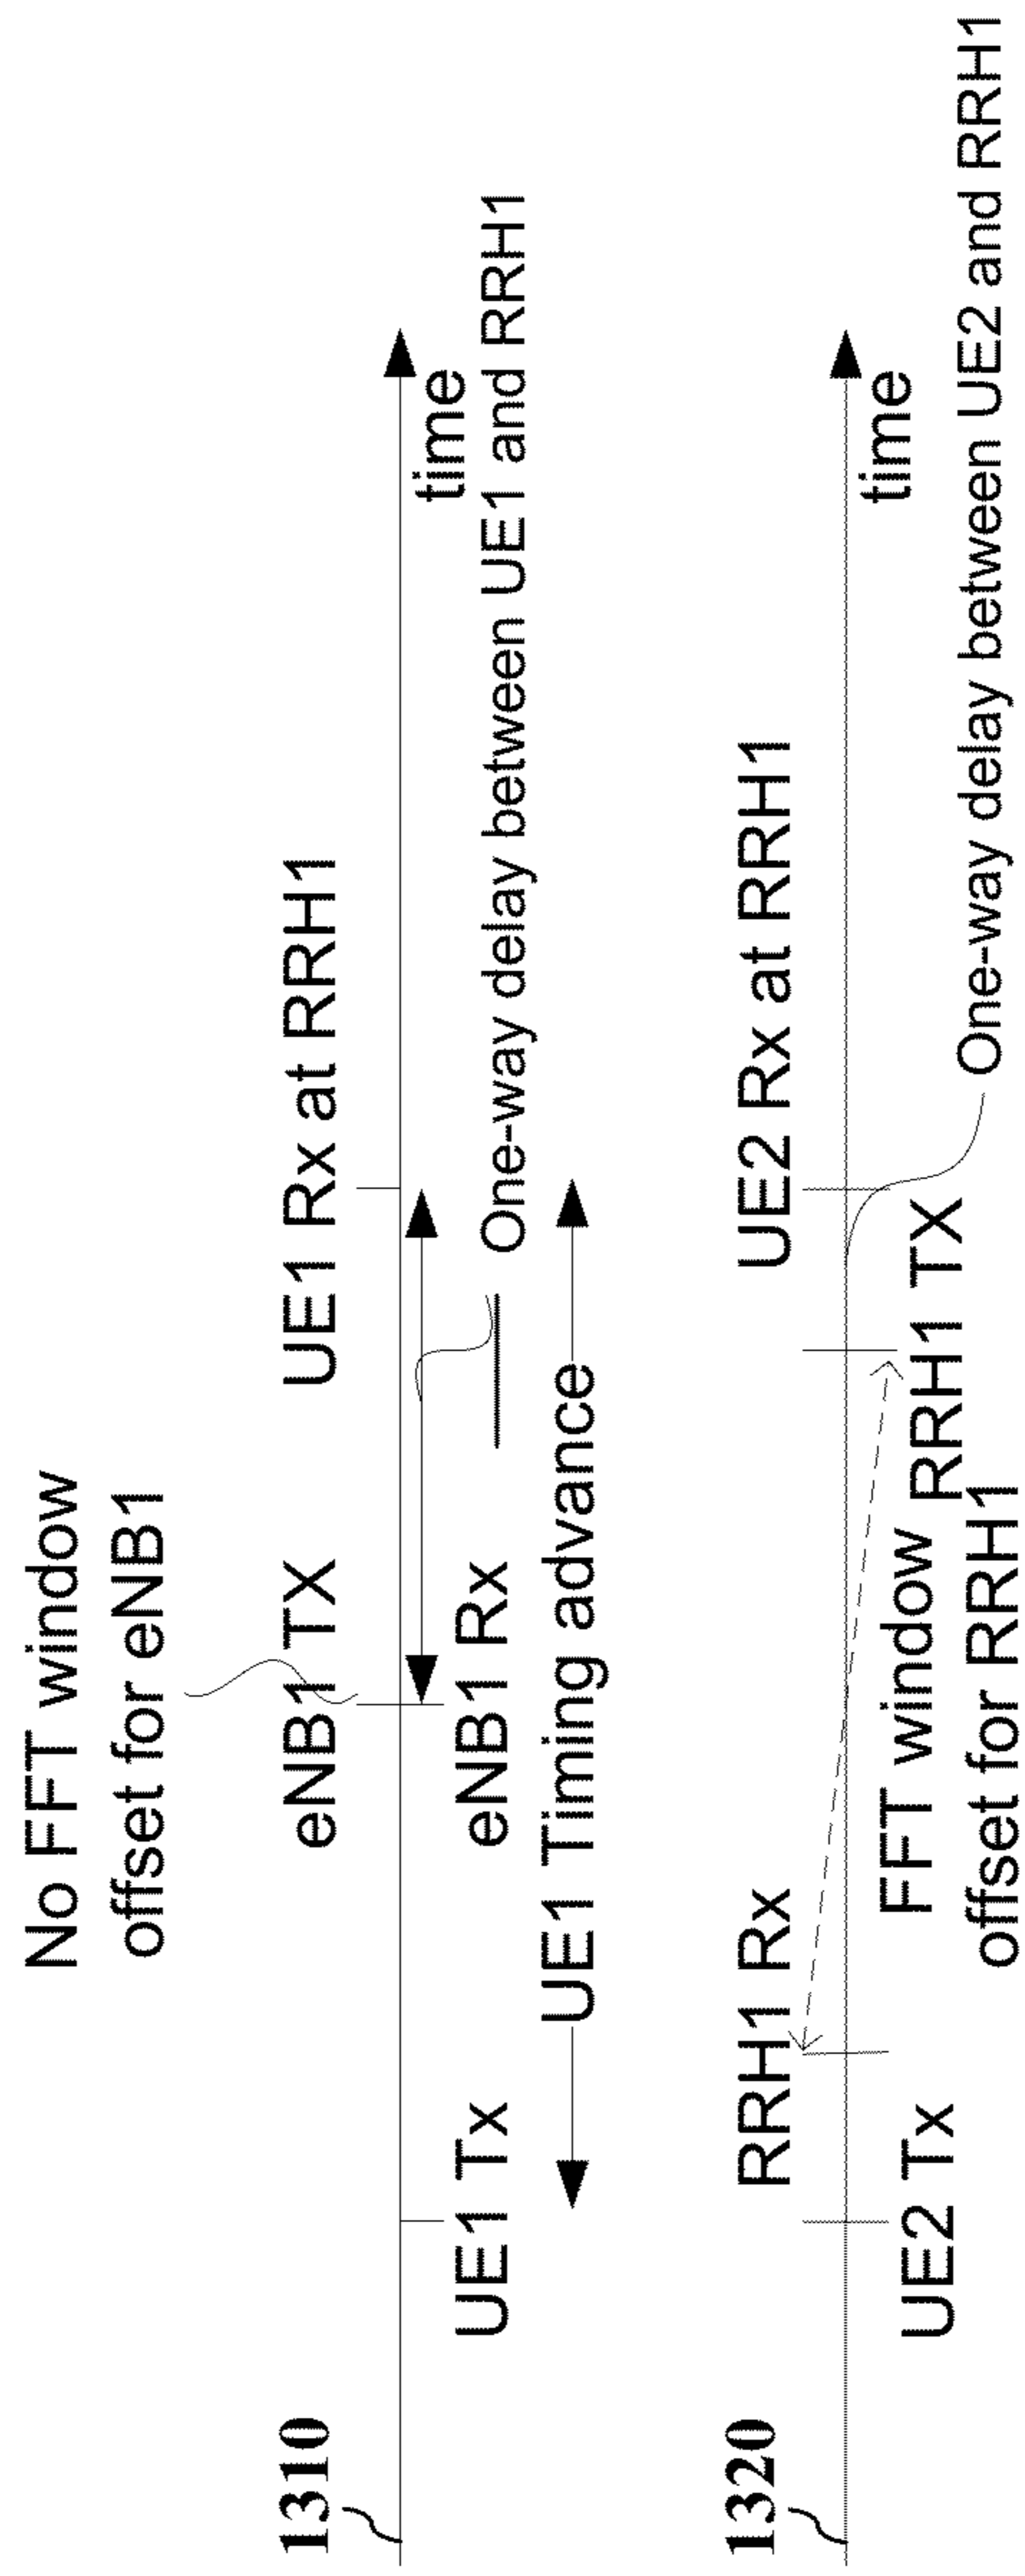 No FFT window
offset for eNB1
1310
eNB1 TX
UE1 Rx at RRH1
time
UE1 Tx
eNB1 Rx
One-way delay between UE1 and RRH1
UE1 Timing advance
1320
RRH1 Rx
UE2 Rx at RRH1
time
UE2 Tx
FFT window
offset for RRH1
RRH1 TX
One-way delay between UE2 and RRH1